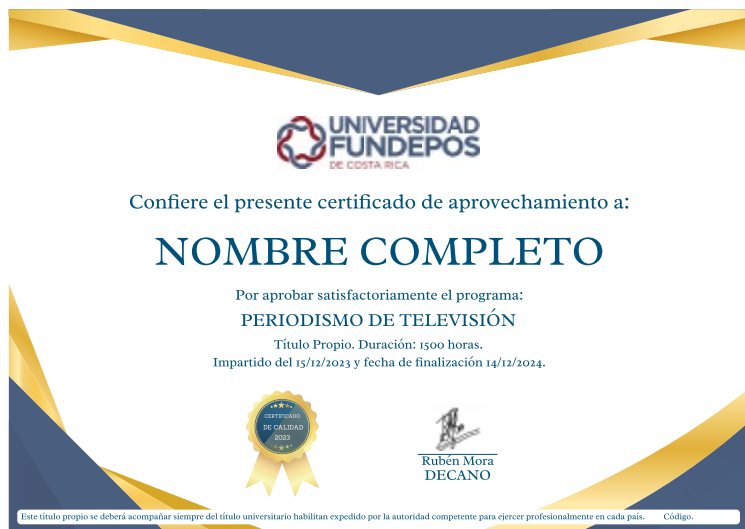 UNIVERSIDAD
FUNDEPOS
DE COSTA RICA
Confiere el presente certificado de aprovechamiento a:
NOMBRE COMPLETO
Por aprobar satisfactoriamente el programa:
PERIODISMO DE TELEVISIÓN
Título Propio. Duración: 1500 horas.
Impartido del 15/12/2023 y fecha de finalización 14/12/2024.
CERTIFICADO
DE CALIDAD
2023
Rubén Mora
DECANO
Este título propio se deberá acompañar siempre del título universitario habilitan expedido por la autoridad competente para ejercer profesionalmente en cada país. Código.